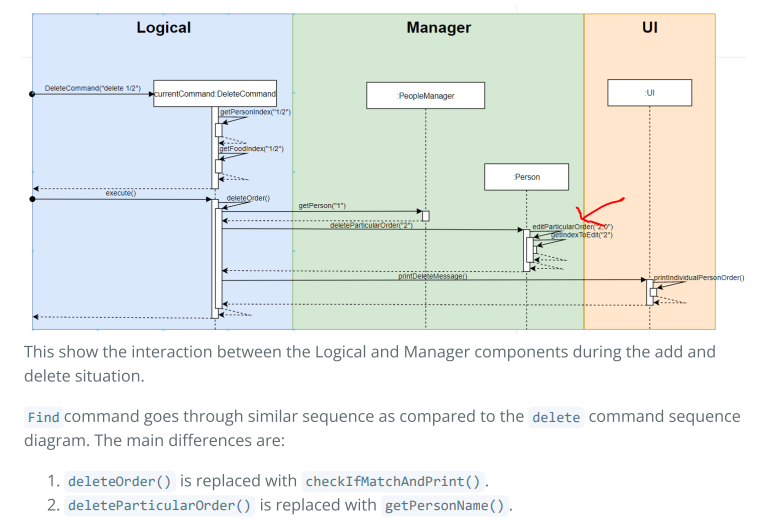 Logical Manager UI
DeleteCommand("delete 1/2")
currentCommand:DeleteCommand
:PeopleManager
:UI
getPersonIndex("1/2")
getFoodIndex("1/2")
:Person
execute()
deleteOrder()
getPerson("1")
deleteParticularOrder("2")
editParticularOrder("2,0")
getIndexToEdit("2")
printDeleteMessage()
printIndividualPersonOrder()
This show the interaction between the Logical and Manager components during the add and
delete situation.
Find command goes through similar sequence as compared to the delete command sequence
diagram. The main differences are:
1. deleteOrder() is replaced with checkIfMatchAndPrint() .
2. deleteParticularOrder() is replaced with getPersonName() .